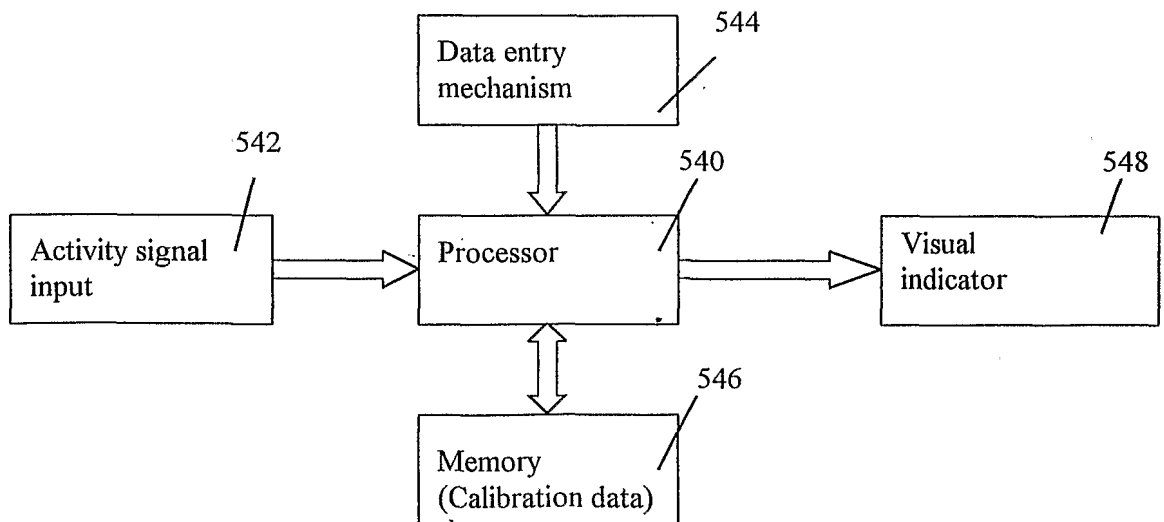 544
Data entry
mechanism
542
540
548
Activity signal
input
Processor
Visual
indicator
546
Memory
(Calibration data)